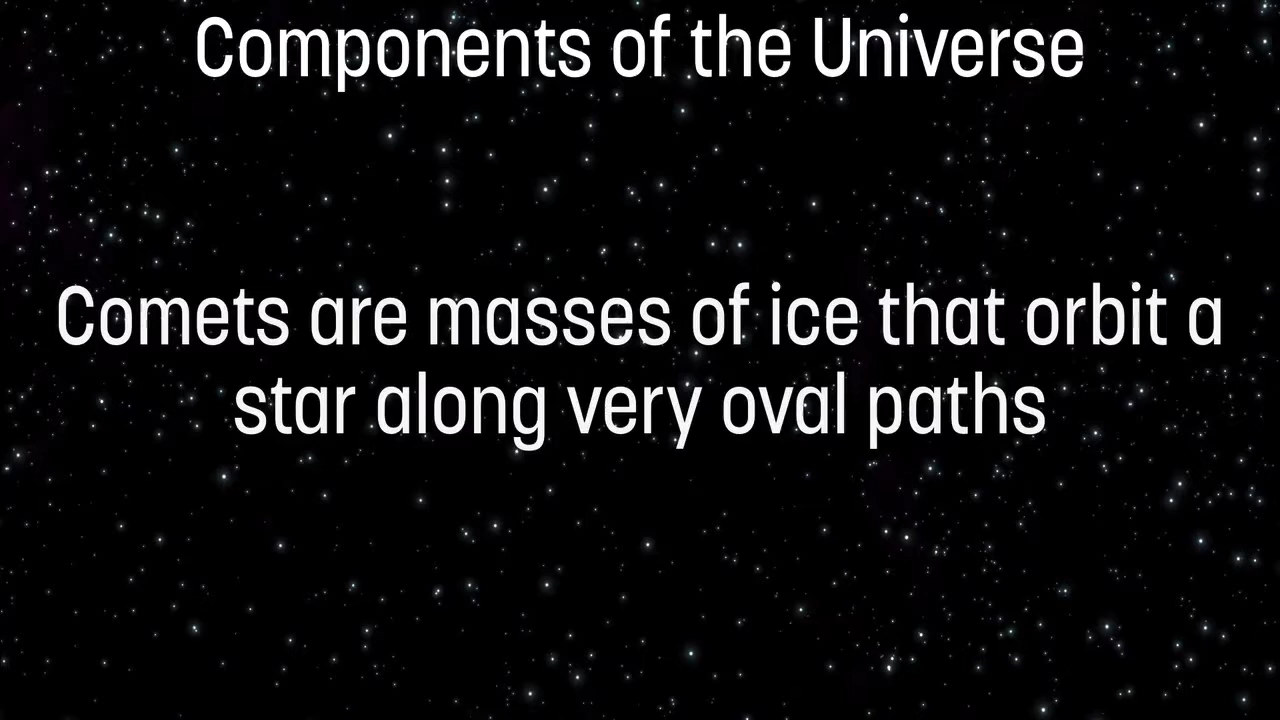 Components of the Universe
Comets are masses of ice that orbit a
star along very oval paths